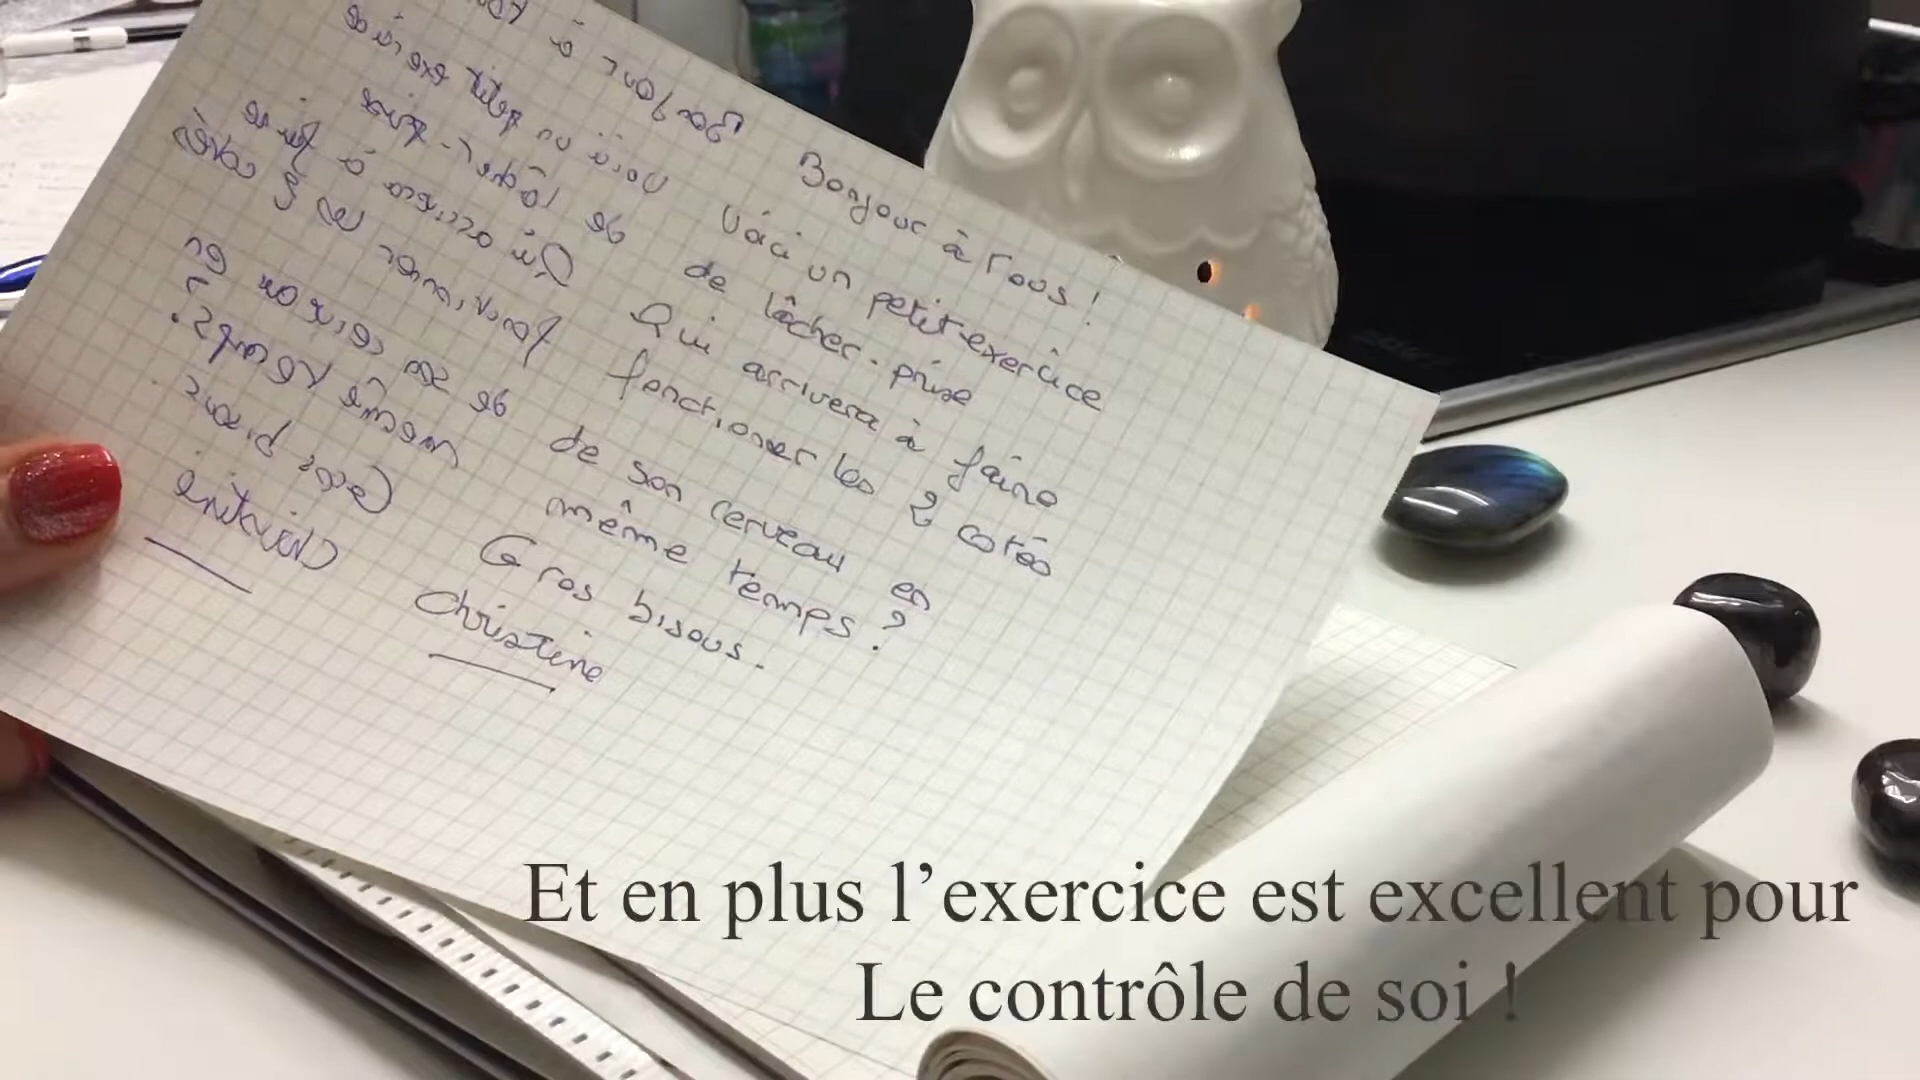 Bonjour à Tous !
Voici un petit exercice
de lâcher-prise
Qui arrivera à faire
fonctionner les 2 cotés
de son cerveau en
même temps ?
Gros bisous.
Christine
Et en plus l’exercice est excellent pour
Le contrôle de soi !